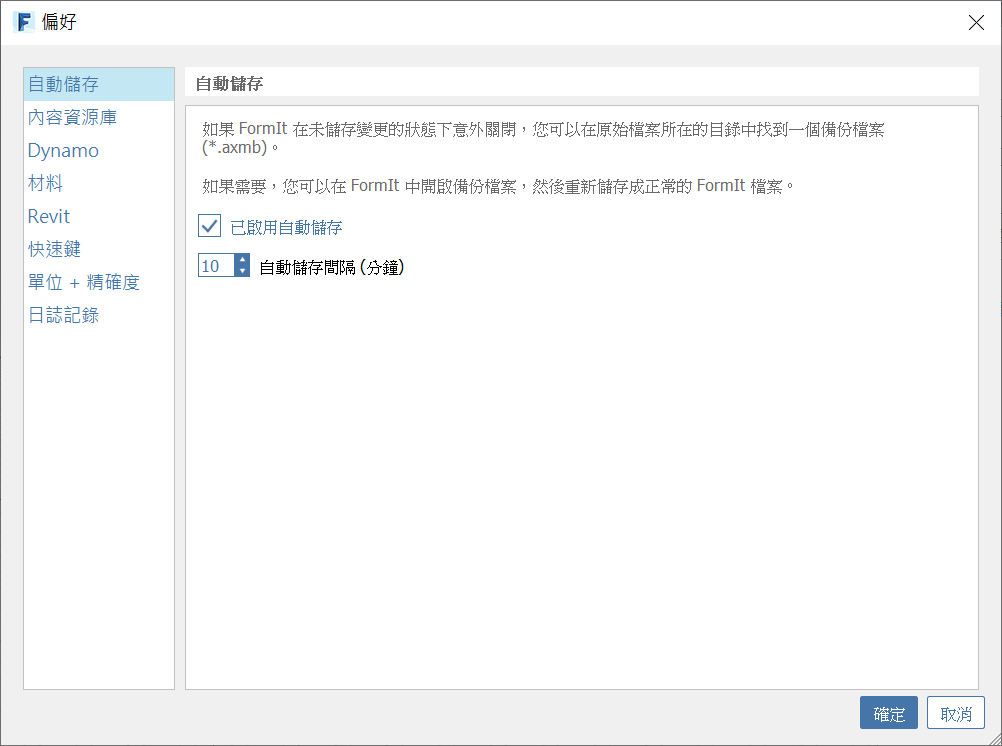 偏好
自動儲存
內容資源庫
Dynamo
材料
Revit
快速鍵
單位 + 精確度
日誌記錄
自動儲存
如果 FormIt 在未儲存變更的狀態下意外關閉，您可以在原始檔案所在的目錄中找到一個備份檔案
(*.axmb)。
如果需要，您可以在 FormIt 中開啟備份檔案，然後重新儲存成正常的 FormIt 檔案。
已啟用自動儲存
10 自動儲存間隔 (分鐘)
確定 取消